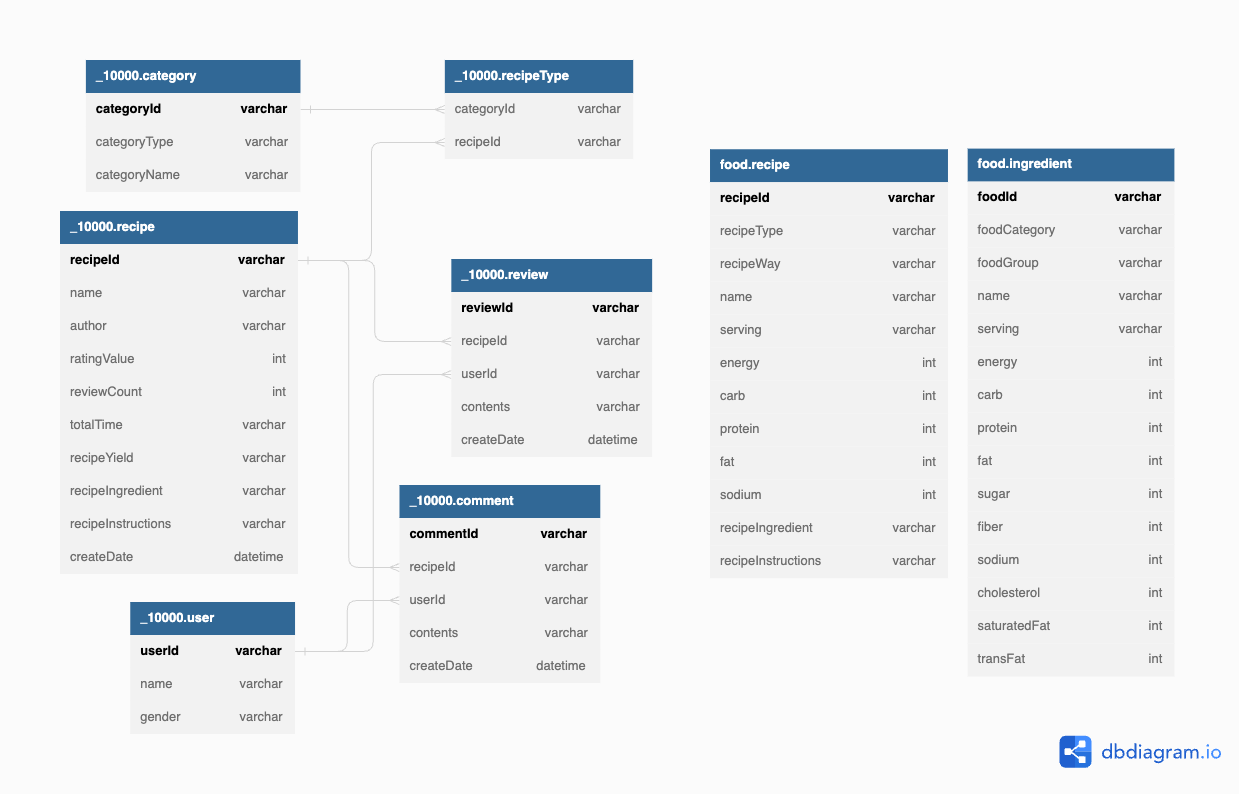 _10000.category
categoryId varchar
categoryType varchar
categoryName varchar
_10000.recipeType
categoryId varchar
recipeId varchar
_10000.recipe
recipeId varchar
name varchar
author varchar
ratingValue int
reviewCount int
totalTime varchar
recipeYield varchar
recipeIngredient varchar
recipeInstructions varchar
createDate datetime
_10000.review
reviewId varchar
recipeId varchar
userId varchar
contents varchar
createDate datetime
_10000.comment
commentId varchar
recipeId varchar
userId varchar
contents varchar
createDate datetime
_10000.user
userId varchar
name varchar
gender varchar
food.recipe
recipeId varchar
recipeType varchar
recipeWay varchar
name varchar
serving varchar
energy int
carb int
protein int
fat int
sodium int
recipeIngredient varchar
recipeInstructions varchar
food.ingredient
foodId varchar
foodCategory varchar
foodGroup varchar
name varchar
serving varchar
energy int
carb int
protein int
fat int
sugar int
fiber int
sodium int
cholesterol int
saturatedFat int
transFat int
dbdiagram.io